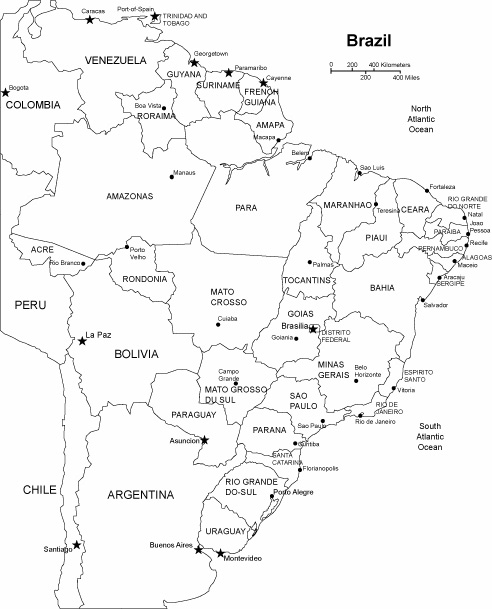 Caracas
Port-of-Spain
TRINIDAD AND
TOBAGO
Brazil
0 200 400 Kilometers
0 200 400 Miles
VENEZUELA
Georgetown
GUYANA
Paramaribo
SURINAME
Cayenne
FRENCH
GUIANA
Bogota
COLOMBIA
Boa Vista
RORAIMA
AMAPA
Macapa
North
Atlantic
Ocean
Belem
Sao Luis
Manaus
AMAZONAS
PARA
MARANHAO
Teresina
CEARA
Fortaleza
RIO GRANDE
DO NORTE
Natal
Joao
Pessoa
PARAIBA
PIAUI
PERNAMBUCO
Recife
ALAGOAS
Maceio
Aracaju
SERGIPE
ACRE
Rio Branco
Porto
Velho
RONDONIA
Palmas
TOCANTINS
BAHIA
Salvador
PERU
MATO
GROSSO
Cuiaba
GOIAS
Brasilia
DISTRITO
FEDERAL
Goiania
La Paz
BOLIVIA
MINAS
GERAIS
Belo
Horizonte
ESPIRITO
SANTO
Vitoria
Campo
Grande
MATO GROSSO
DU SUL
SAO
PAULO
Sao Paulo
RIO DE
JANEIRO
Rio de Janeiro
PARAGUAY
Asuncion
PARANA
Curitiba
SANTA
CATARINA
Florianopolis
South
Atlantic
Ocean
CHILE
ARGENTINA
RIO GRANDE
DO-SUL
Porto Alegre
URAGUAY
Santiago
Buenos Aires
Montevideo